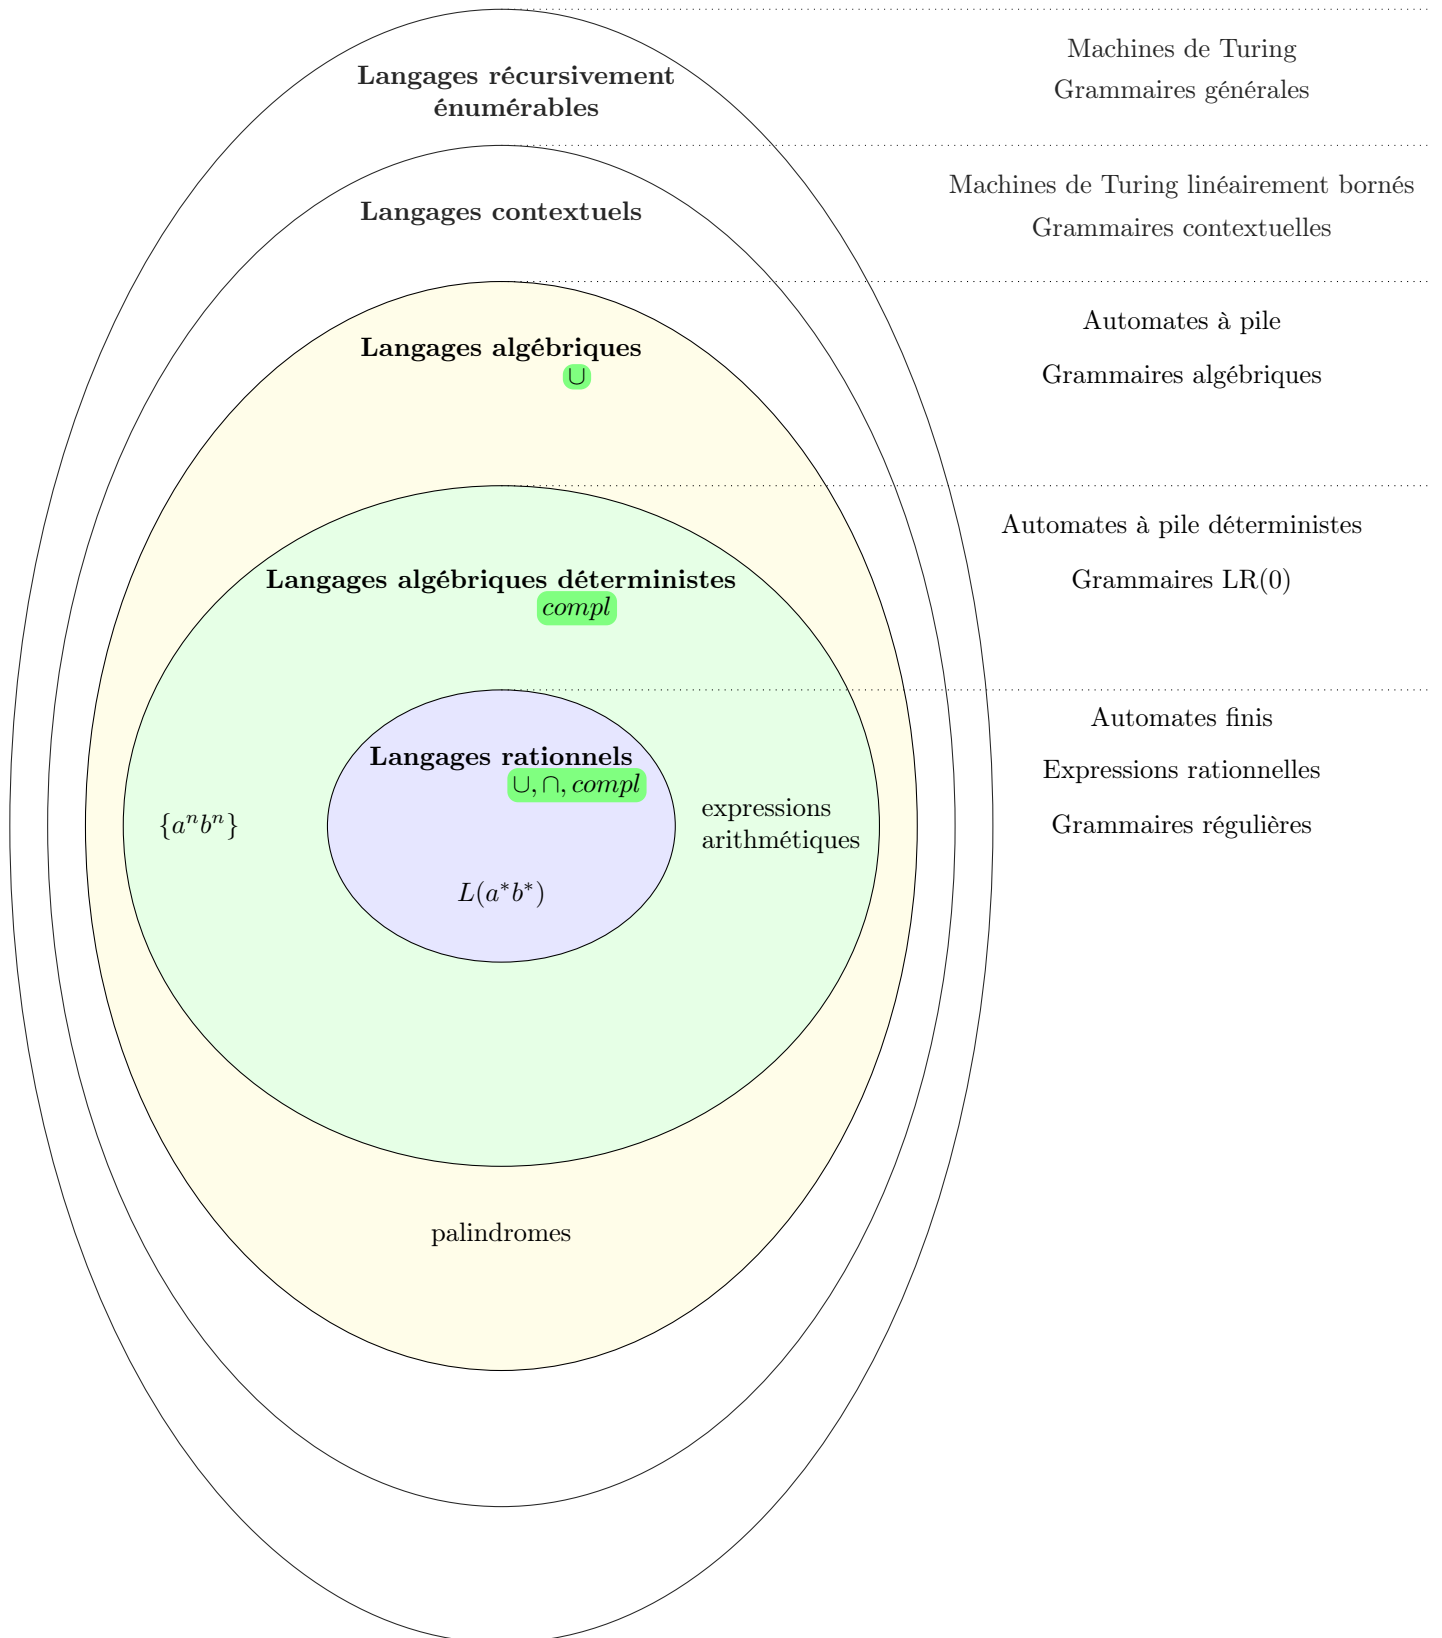 Langages récursivement
énumérables
Machines de Turing
Grammaires générales
Langages contextuels
Machines de Turing linéairement bornés
Grammaires contextuelles
Langages algébriques
∪
Automates à pile
Grammaires algébriques
Langages algébriques déterministes
compl
Automates à pile déterministes
Grammaires LR(0)
Langages rationnels
∪, ∩, compl
Automates finis
Expressions rationnelles
Grammaires régulières
{aⁿbⁿ}
expressions
arithmétiques
L(a*b*)
palindromes